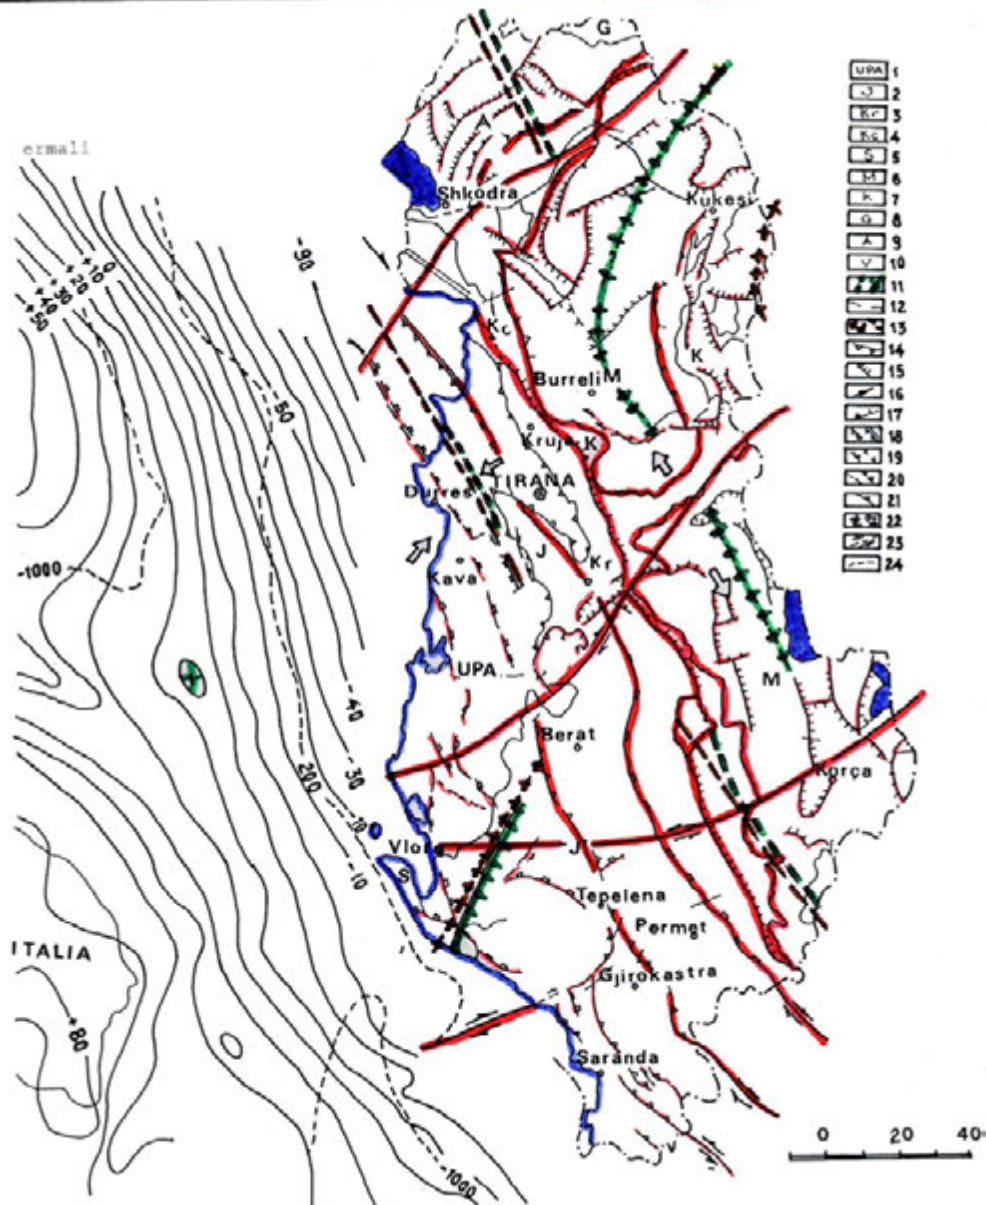 G
UPA 1
J 2
Kr 3
Kc 4
S 5
M 6
K 7
G 8
A 9
V 10
11
12
13
14
15
16
17
18
19
20
21
22
23
24
ermali
A
Shkodra
Kukesi
-90
0
+10
+20
+30
+40
+50
Kc
K
Burreli
M
50
Kruja
K
TIRANA
Durres
J
Kr
-1000
Kava
UPA
M
-40
Berat
-30
200
Korça
-10
Vlora
J
S
-10
Tepelena
Permet
ITALIA
Gjirokastra
+80
Saranda
V
0 20 40
-1000